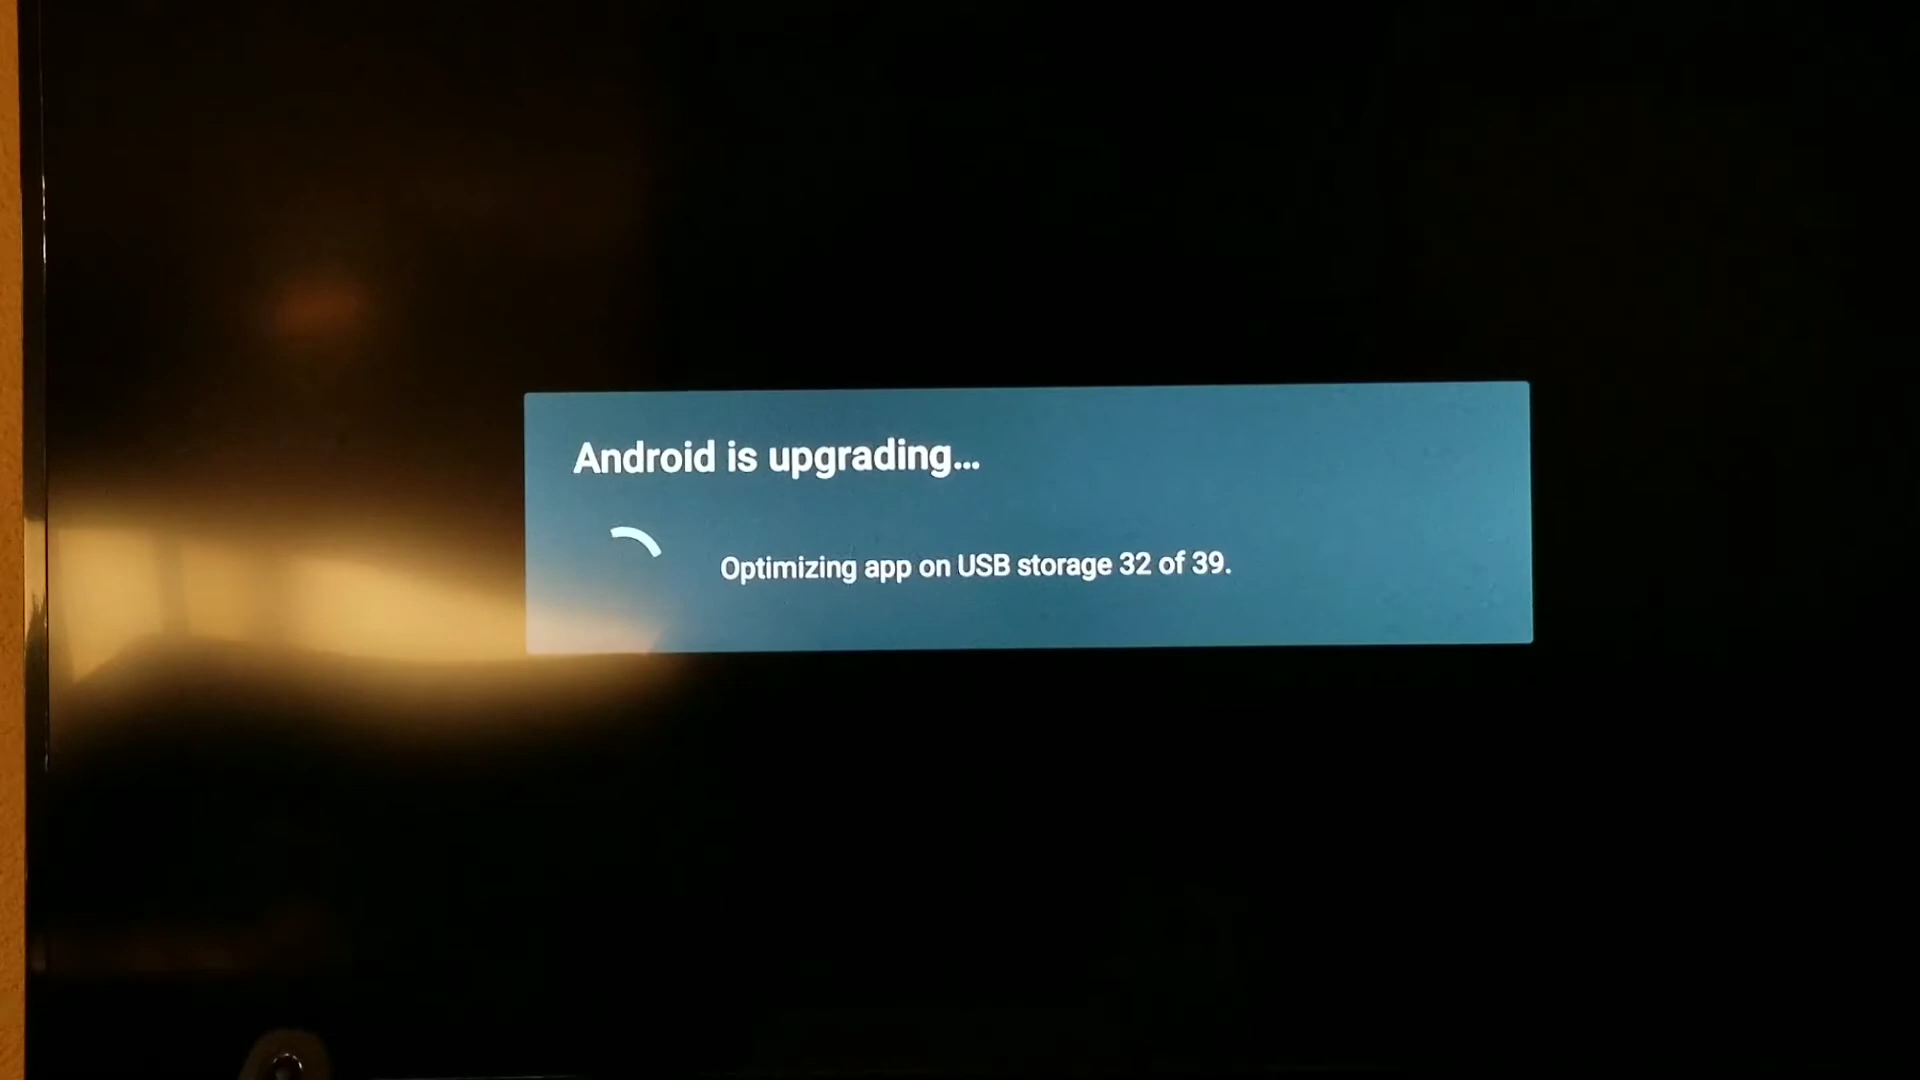 Android is upgrading...
Optimizing app on USB storage 32 of 39.